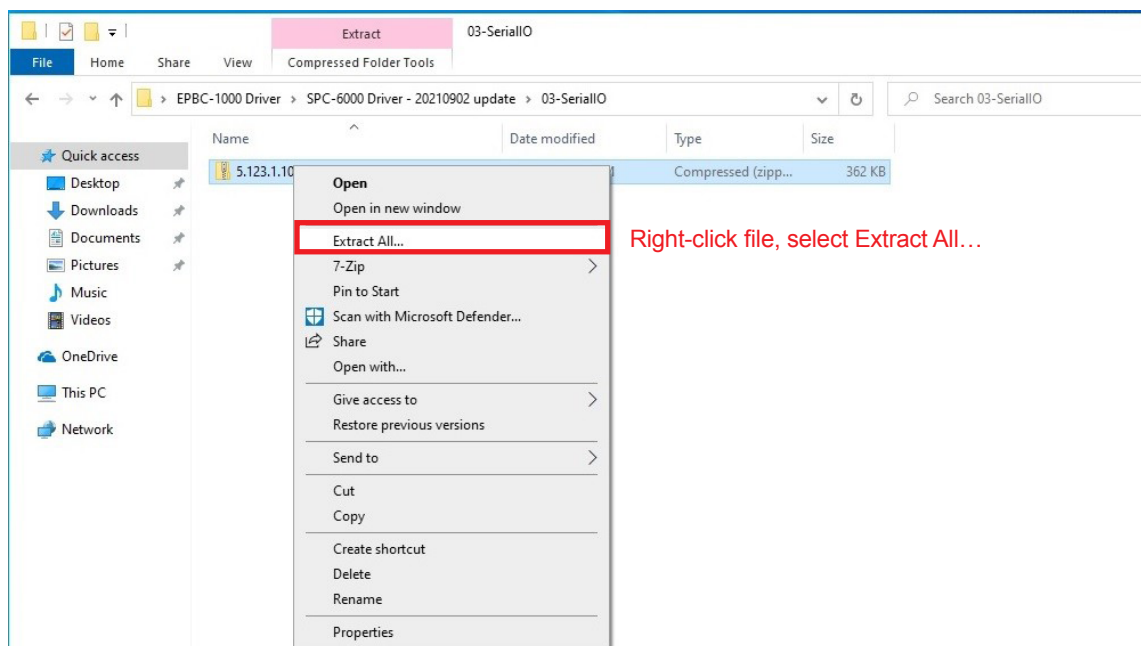 Extract
03-SerialIO
File Home Share View Compressed Folder Tools
EPBC-1000 Driver > SPC-6000 Driver - 20210902 update > 03-SerialIO
Search 03-SerialIO
Name Date modified Type Size
Quick access
Desktop
Downloads
Documents
Pictures
Music
Videos
OneDrive
This PC
Network
5.123.1.10 Compressed (zipp... 362 KB
Open
Open in new window
Extract All...
Right-click file, select Extract All…
7-Zip
Pin to Start
Scan with Microsoft Defender...
Share
Open with...
Give access to
Restore previous versions
Send to
Cut
Copy
Create shortcut
Delete
Rename
Properties